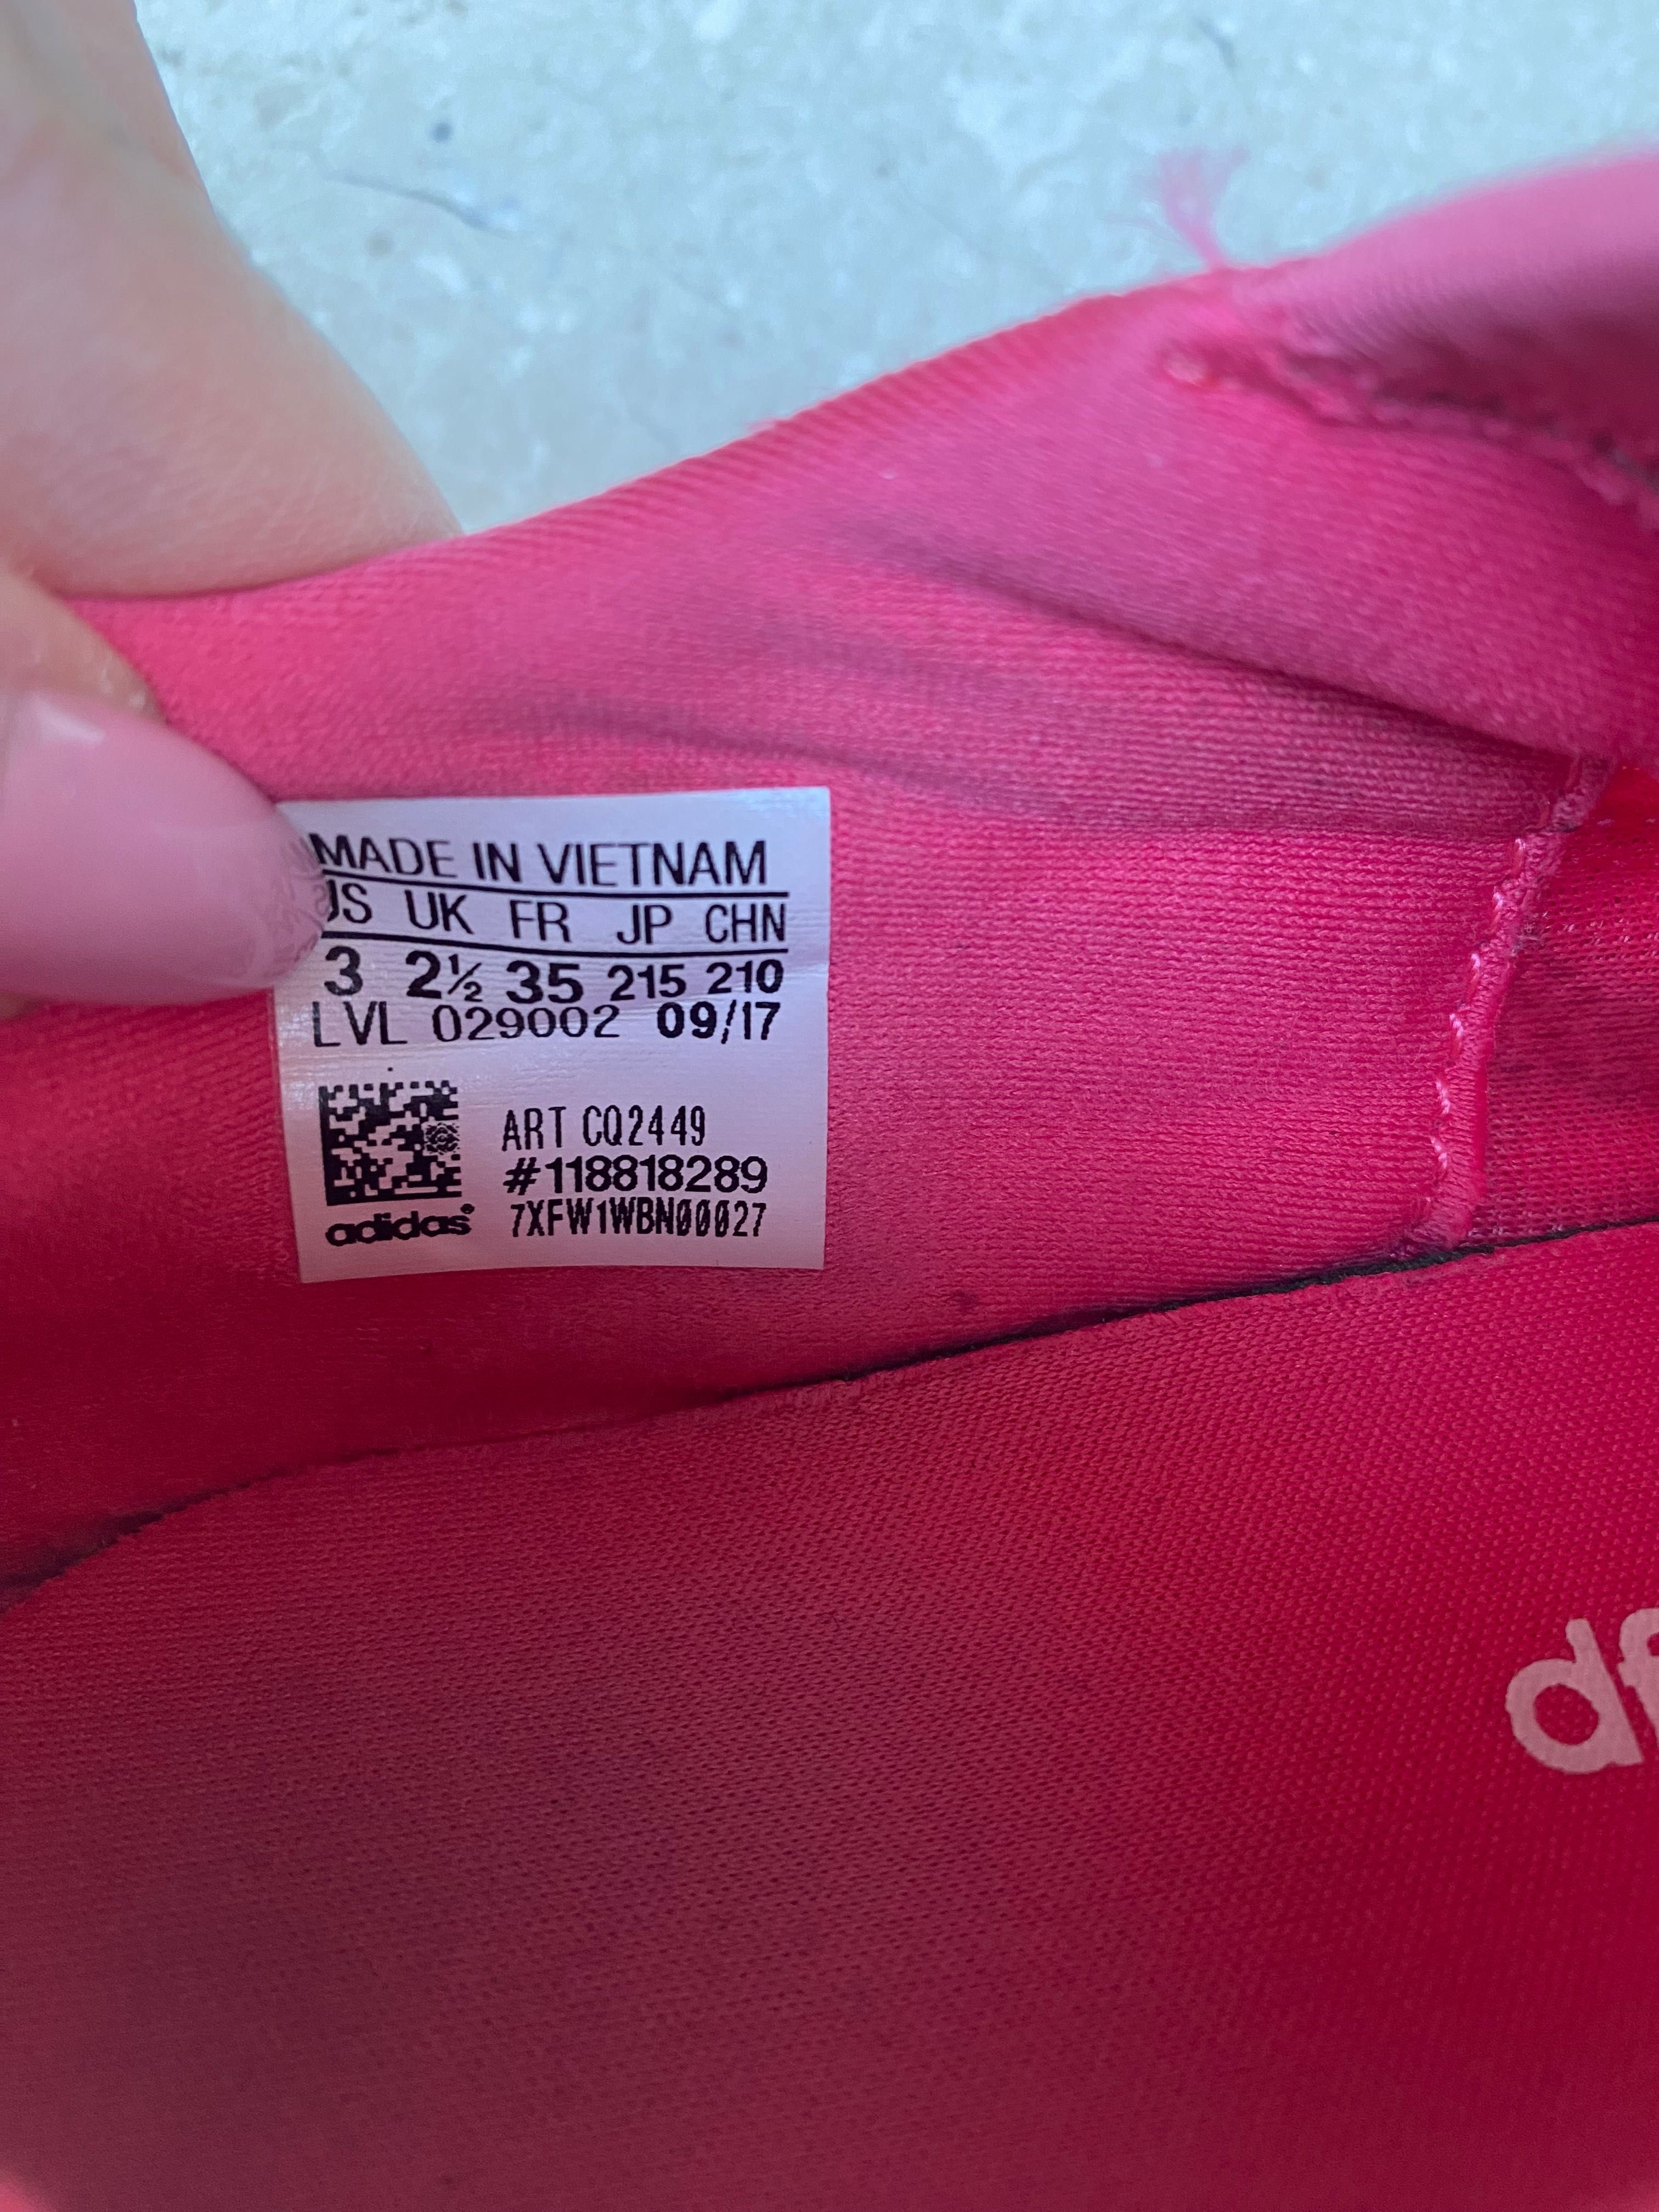 MADE IN VIETNAM
US UK FR JP CHN
3 2½ 35 215 210
LVL 029002 09/17
ART CQ2449
#118818289
adidas® 7XFW1WBN00027